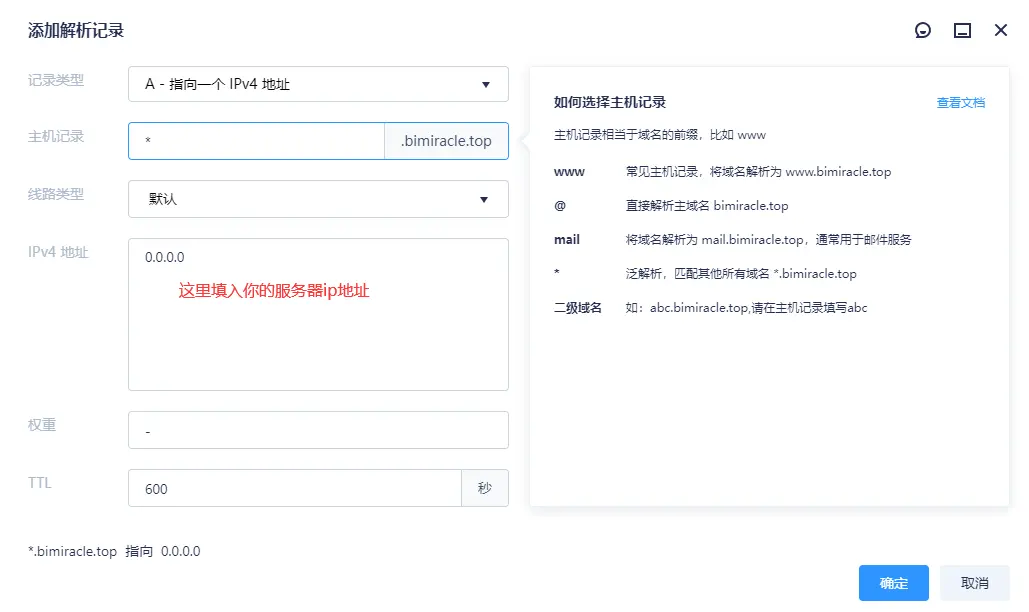 添加解析记录
记录类型
A - 指向一个 IPv4 地址
主机记录
*
.bimiracle.top
线路类型
默认
IPv4 地址
0.0.0.0
这里填入你的服务器ip地址
权重
-
TTL
600
秒
如何选择主机记录
查看文档
主机记录相当于域名的前缀，比如 www
www 常见主机记录，将域名解析为 www.bimiracle.top
@ 直接解析主域名 bimiracle.top
mail 将域名解析为 mail.bimiracle.top，通常用于邮件服务
* 泛解析，匹配其他所有域名 *.bimiracle.top
二级域名 如：abc.bimiracle.top,请在主机记录填写abc
*.bimiracle.top 指向 0.0.0.0
确定
取消